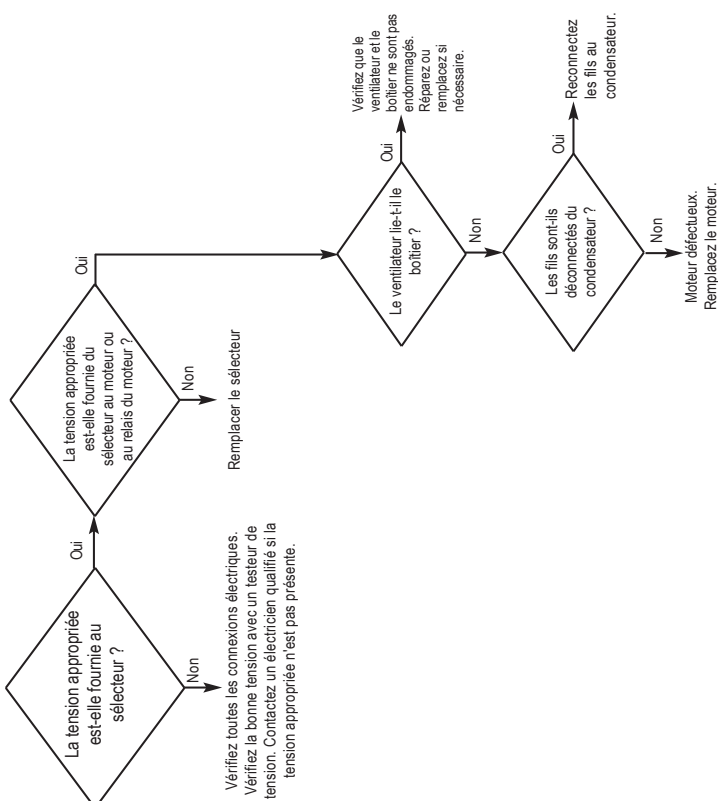 La tension appropriée
est-elle fournie au
sélecteur ?
Non
Vérifiez toutes les connexions électriques.
Vérifiez la bonne tension avec un testeur de
tension. Contactez un électricien qualifié si la
tension appropriée n'est pas présente.
Oui
La tension appropriée
est-elle fournie du
sélecteur au moteur ou
au relais du moteur ?
Non
Remplacer le sélecteur
Oui
Le ventilateur lie-t-il le
boîtier ?
Oui
Vérifiez que le
ventilateur et le
boîtier ne sont pas
endommagés.
Réparez ou
remplacez si
nécessaire.
Non
Les fils sont-ils
déconnectés du
condensateur ?
Oui
Reconnectez
les fils au
condensateur.
Non
Moteur défectueux.
Remplacez le moteur.